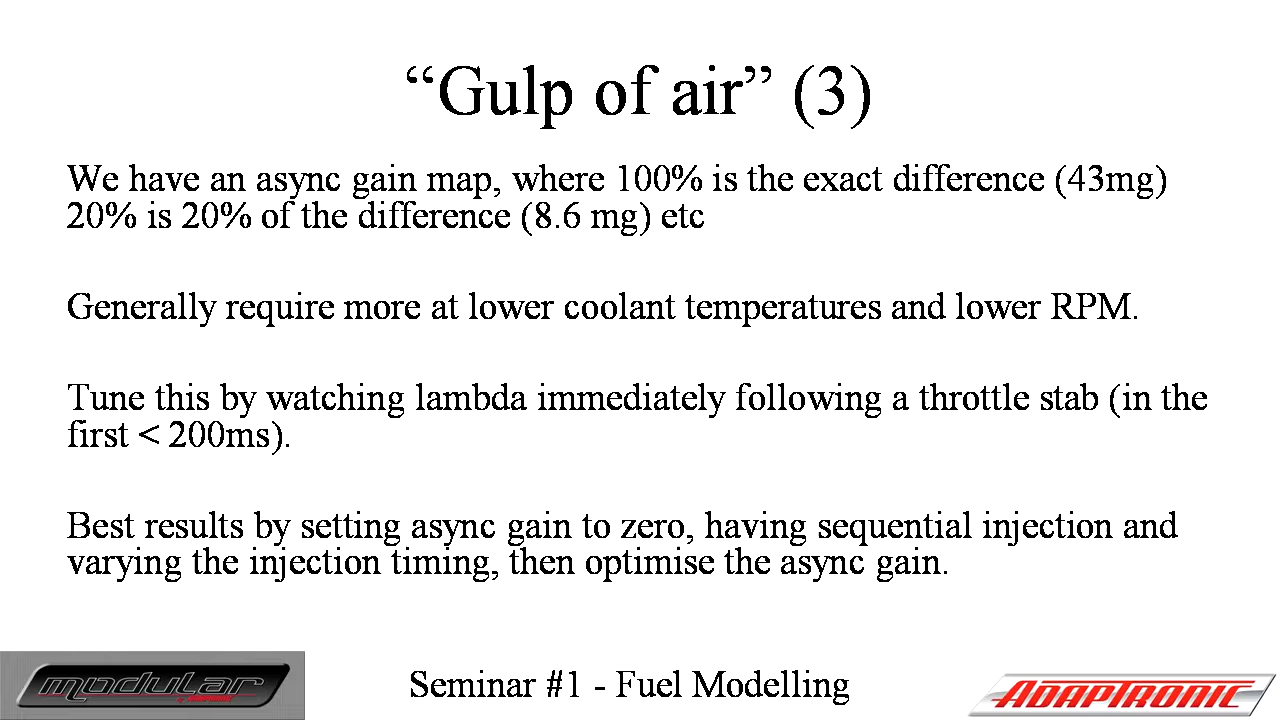 “Gulp of air” (3)
We have an async gain map, where 100% is the exact difference (43mg)
20% is 20% of the difference (8.6 mg) etc
Generally require more at lower coolant temperatures and lower RPM.
Tune this by watching lambda immediately following a throttle stab (in the
first < 200ms).
Best results by setting async gain to zero, having sequential injection and
varying the injection timing, then optimise the async gain.
modular
Seminar #1 - Fuel Modelling
ADAPTRONIC